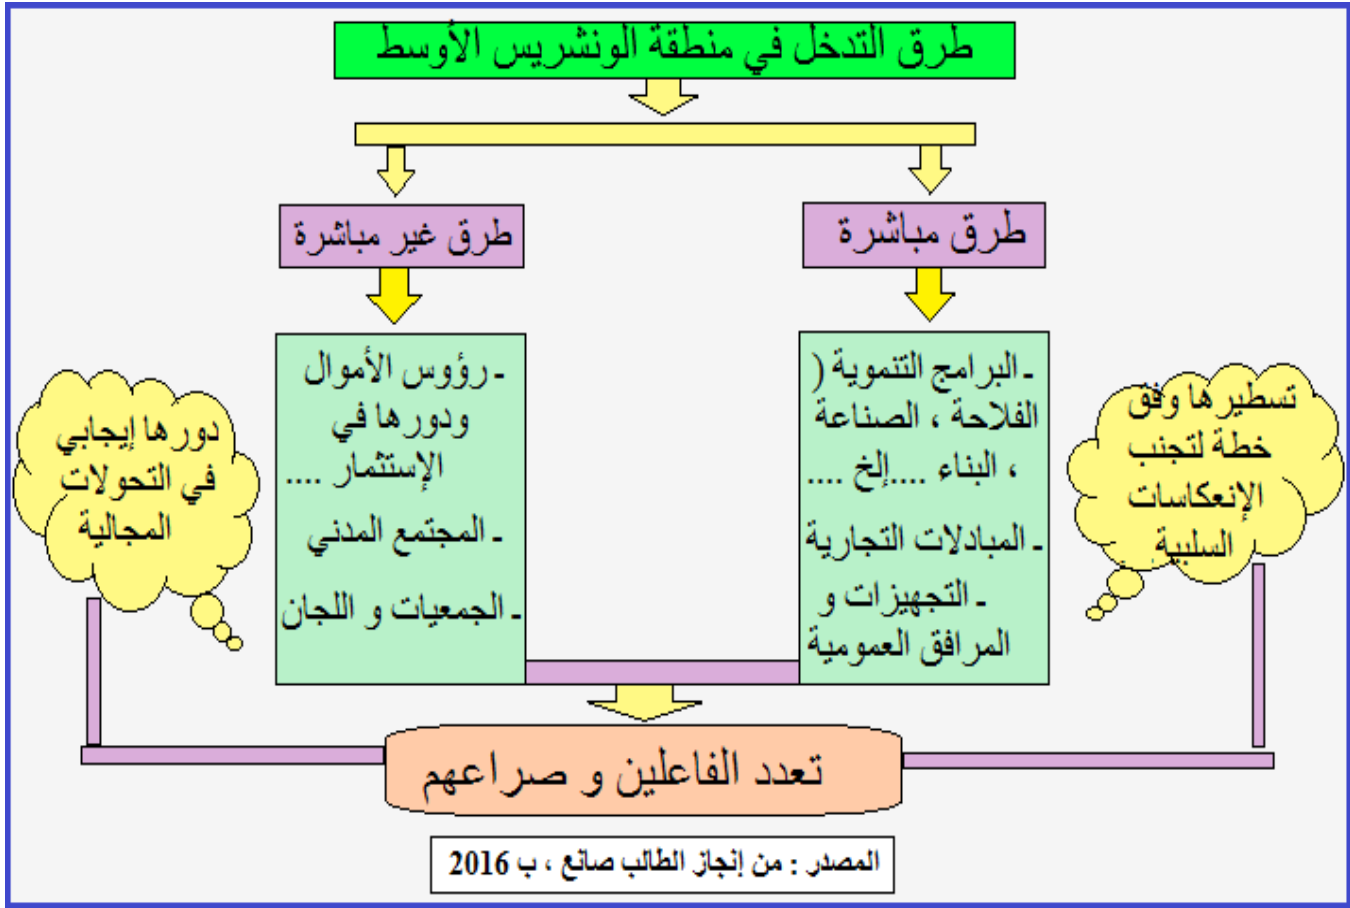 طرق التدخل في منطقة الونشريس الأوسط
طرق مباشرة
طرق غير مباشرة
ـ البرامج التنموية (
الفلاحة ، الصناعة
، البناء ....إلخ ....
ـ المبادلات التجارية
ـ التجهيزات و
المرافق العمومية
ـ رؤوس الأموال
ودورها في
الإستثمار ....
ـ المجتمع المدني
ـ الجمعيات و اللجان
تسطيرها وفق
خطة لتجنب
الإنعكاسات
السلبية
دورها إيجابي
في التحولات
المجالية
تعدد الفاعلين و صراعهم
المصدر : من إنجاز الطالب صانع ، ب 2016